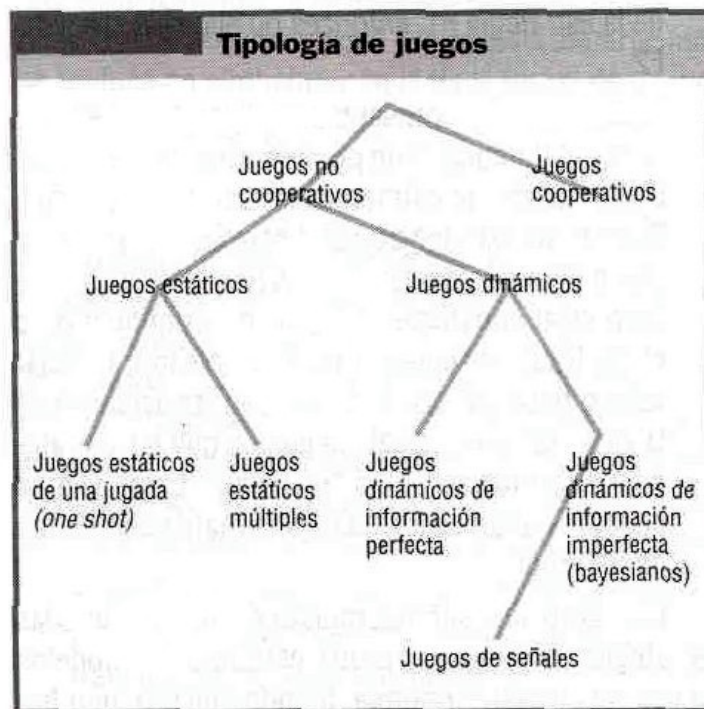 Tipología de juegos
Juegos no
cooperativos
Juegos
cooperativos
Juegos estáticos
Juegos dinámicos
Juegos estáticos
de una jugada
(one shot)
Juegos
estáticos
múltiples
Juegos
dinámicos de
información
perfecta
Juegos
dinámicos de
información
imperfecta
(bayesianos)
Juegos de señales